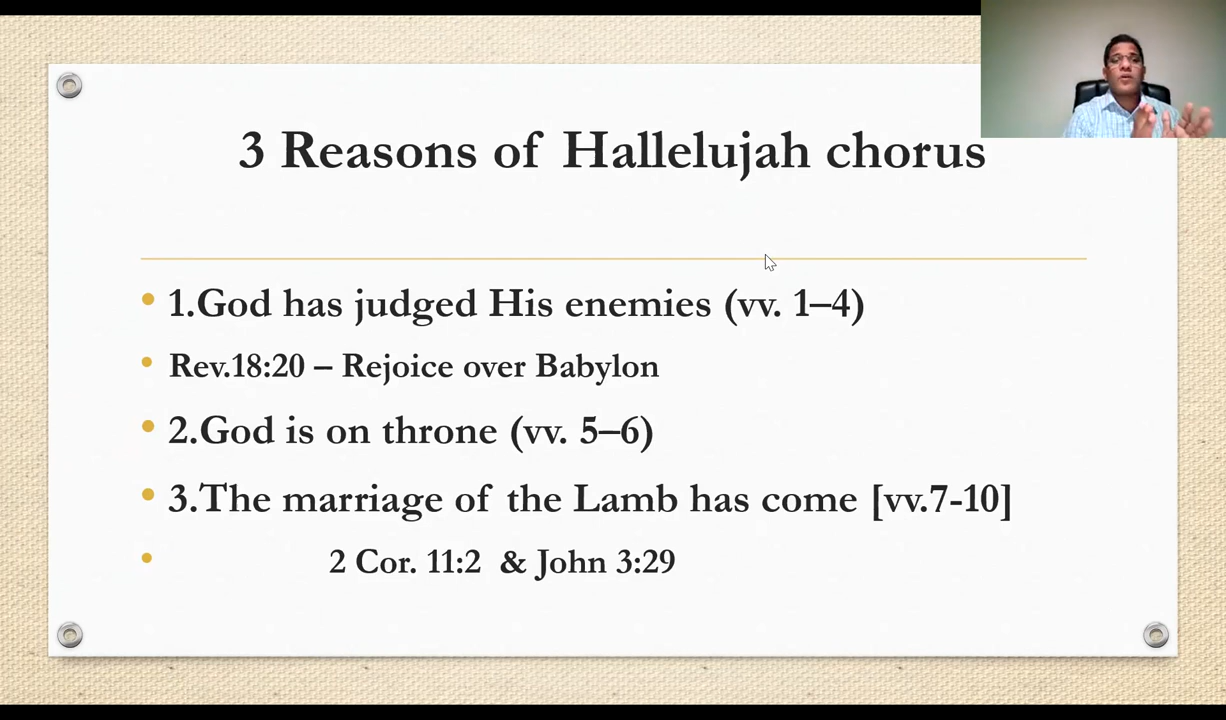 3 Reasons of Hallelujah chorus
• 1.God has judged His enemies (vv. 1–4)
• Rev.18:20 – Rejoice over Babylon
• 2.God is on throne (vv. 5–6)
• 3.The marriage of the Lamb has come [vv.7-10]
• 2 Cor. 11:2 & John 3:29